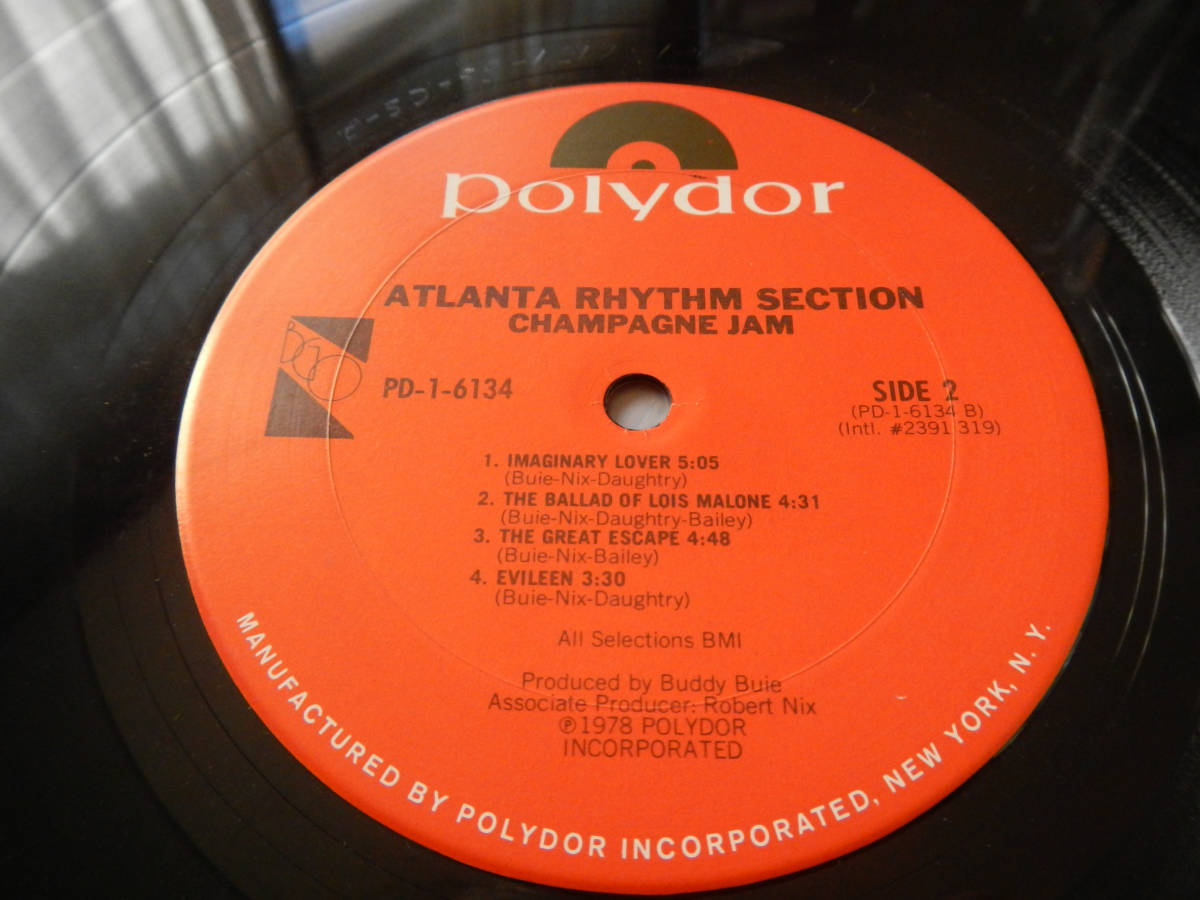 polydor
ATLANTA RHYTHM SECTION
CHAMPAGNE JAM
BGO
PD-1-6134
SIDE 2
(PD-1-6134 B)
(Intl. #2391 319)
1. IMAGINARY LOVER 5:05
(Buie-Nix-Daughtry)
2. THE BALLAD OF LOIS MALONE 4:31
(Buie-Nix-Daughtry-Bailey)
3. THE GREAT ESCAPE 4:48
(Buie-Nix-Bailey)
4. EVILEEN 3:30
(Buie-Nix-Daughtry)
All Selections BMI
Produced by Buddy Buie
Associate Producer: Robert Nix
℗1978 POLYDOR
INCORPORATED
MANUFACTURED BY POLYDOR INCORPORATED, NEW YORK, N. Y.